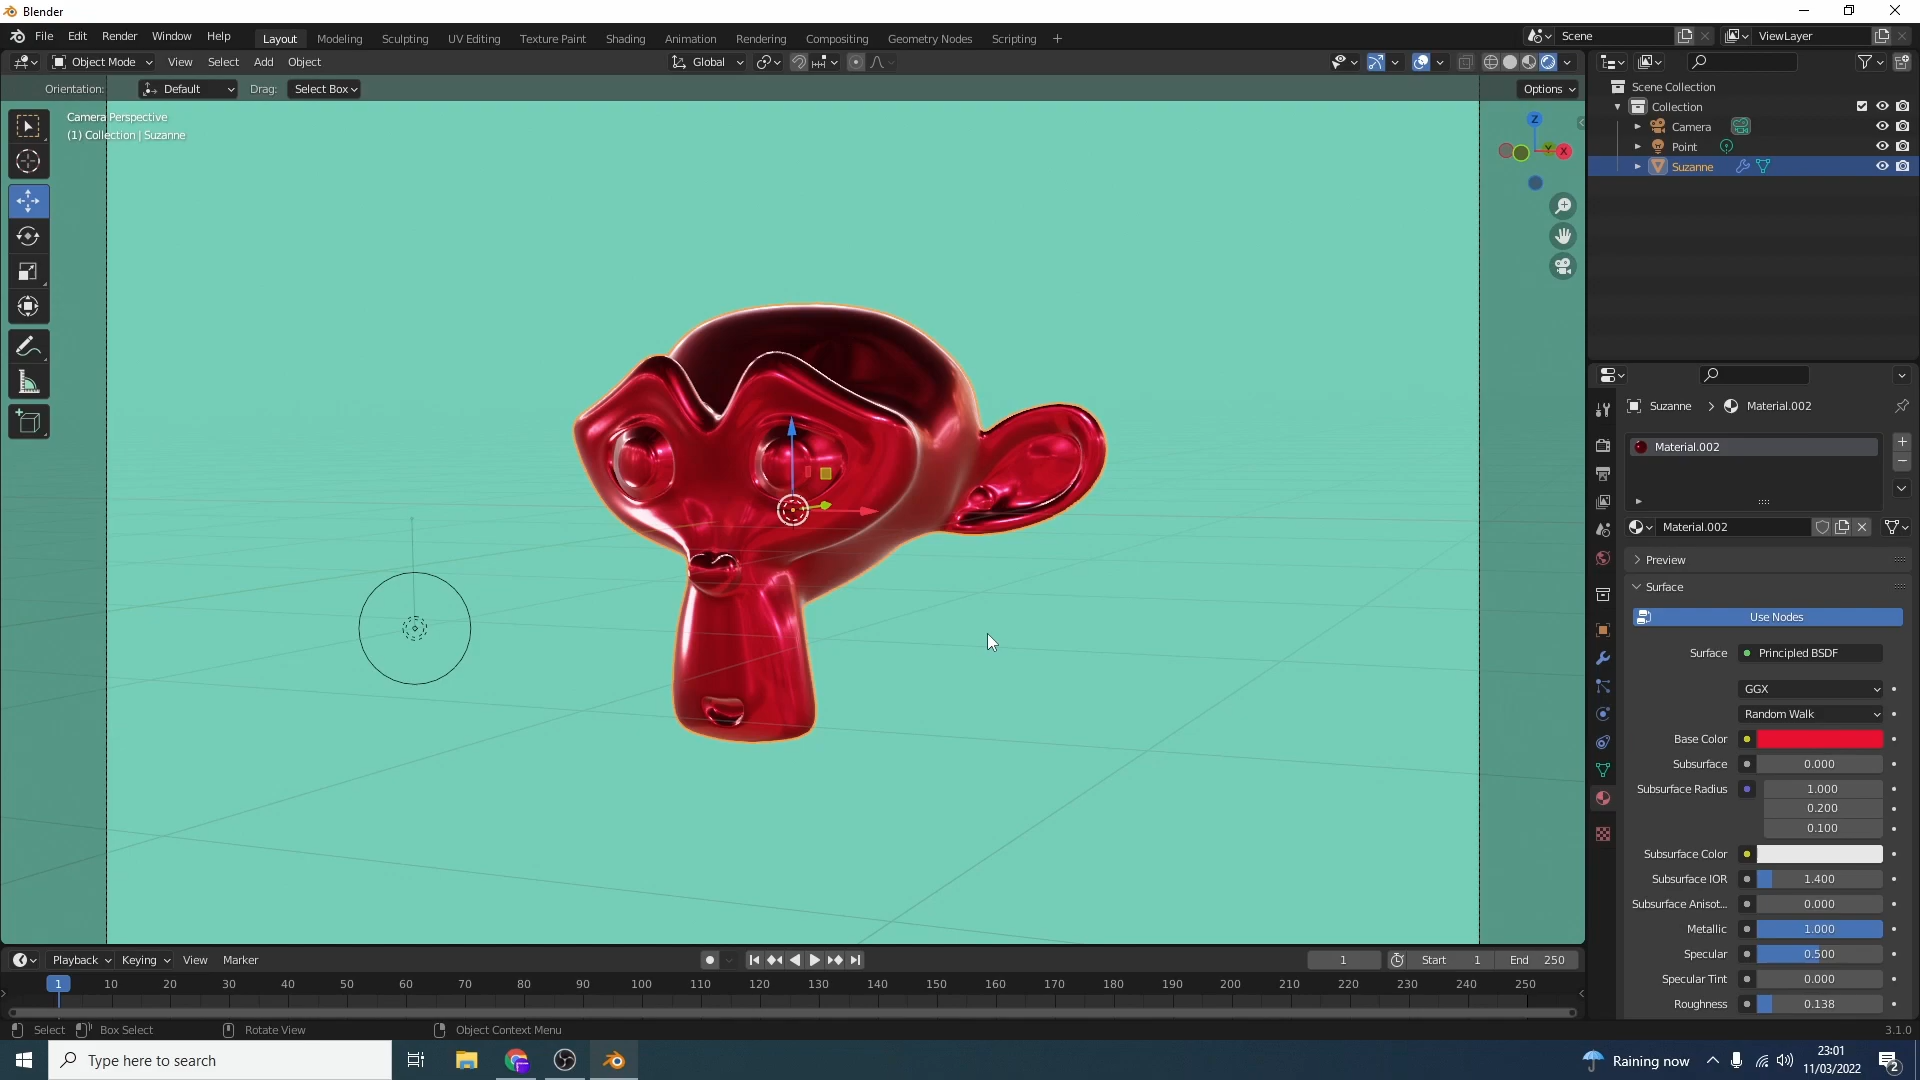 Blender
File Edit Render Window Help Layout Modeling Sculpting UV Editing Texture Paint Shading Animation Rendering Compositing Geometry Nodes Scripting + Scene ViewLayer
Object Mode View Select Add Object Global
Orientation: Default Drag: Select Box Options
Camera Perspective
(1) Collection | Suzanne
Z
Y X
Scene Collection
Collection
Camera
Point
Suzanne
Suzanne > Material.002
Material.002
Material.002
Preview
Surface
Use Nodes
Surface Principled BSDF
GGX
Random Walk
Base Color
Subsurface 0.000
Subsurface Radius 1.000
0.200
0.100
Subsurface Color
Subsurface IOR 1.400
Subsurface Anisot... 0.000
Metallic 1.000
Specular 0.500
Specular Tint 0.000
Roughness 0.138
Playback Keying View Marker 1 Start 1 End 250
1 10 20 30 40 50 60 70 80 90 100 110 120 130 140 150 160 170 180 190 200 210 220 230 240 250
Select Box Select Rotate View Object Context Menu 3.1.0
Type here to search Raining now 23:01
11/03/2022 2